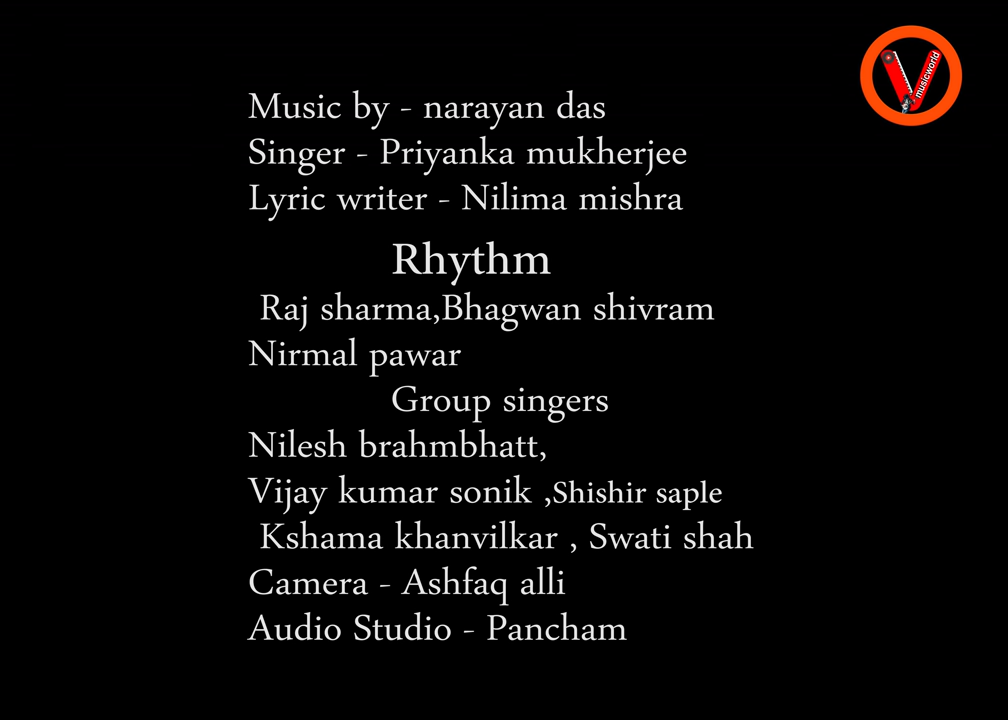 V musicworld
Music by - narayan das
Singer - Priyanka mukherjee
Lyric writer - Nilima mishra
Rhythm
Raj sharma,Bhagwan shivram
Nirmal pawar
Group singers
Nilesh brahmbhatt,
Vijay kumar sonik ,Shishir saple
Kshama khanvilkar , Swati shah
Camera - Ashfaq alli
Audio Studio - Pancham